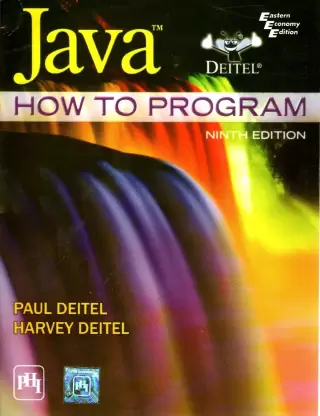 Java™
DEITEL®
Eastern
Economy
Edition
HOW TO PROGRAM
NINTH EDITION
PAUL DEITEL
HARVEY DEITEL
PHI